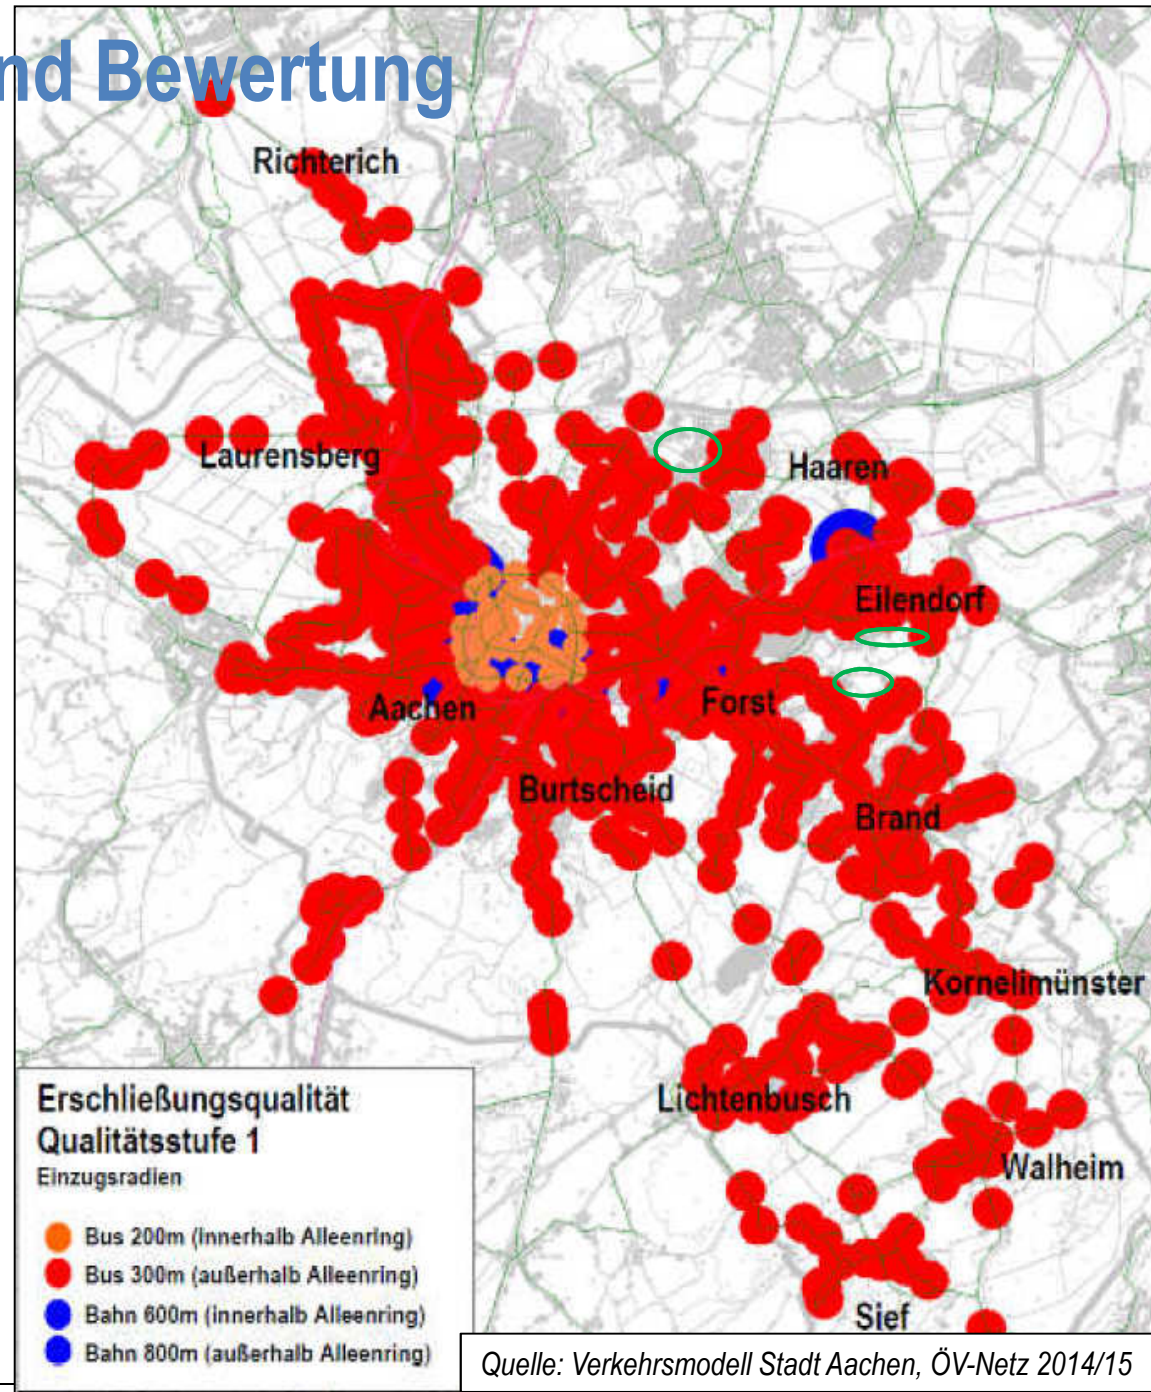 nd Bewertung
Richterich
Laurensberg
Haaren
Eilendorf
Aachen
Forst
Burtscheid
Brand
Kornelimünster
Lichtenbusch
Walheim
Sief
Erschließungsqualität
Qualitätsstufe 1
Einzugsradien
Bus 200m (innerhalb Alleenring)
Bus 300m (außerhalb Alleenring)
Bahn 600m (innerhalb Alleenring)
Bahn 800m (außerhalb Alleenring)
Quelle: Verkehrsmodell Stadt Aachen, ÖV-Netz 2014/15